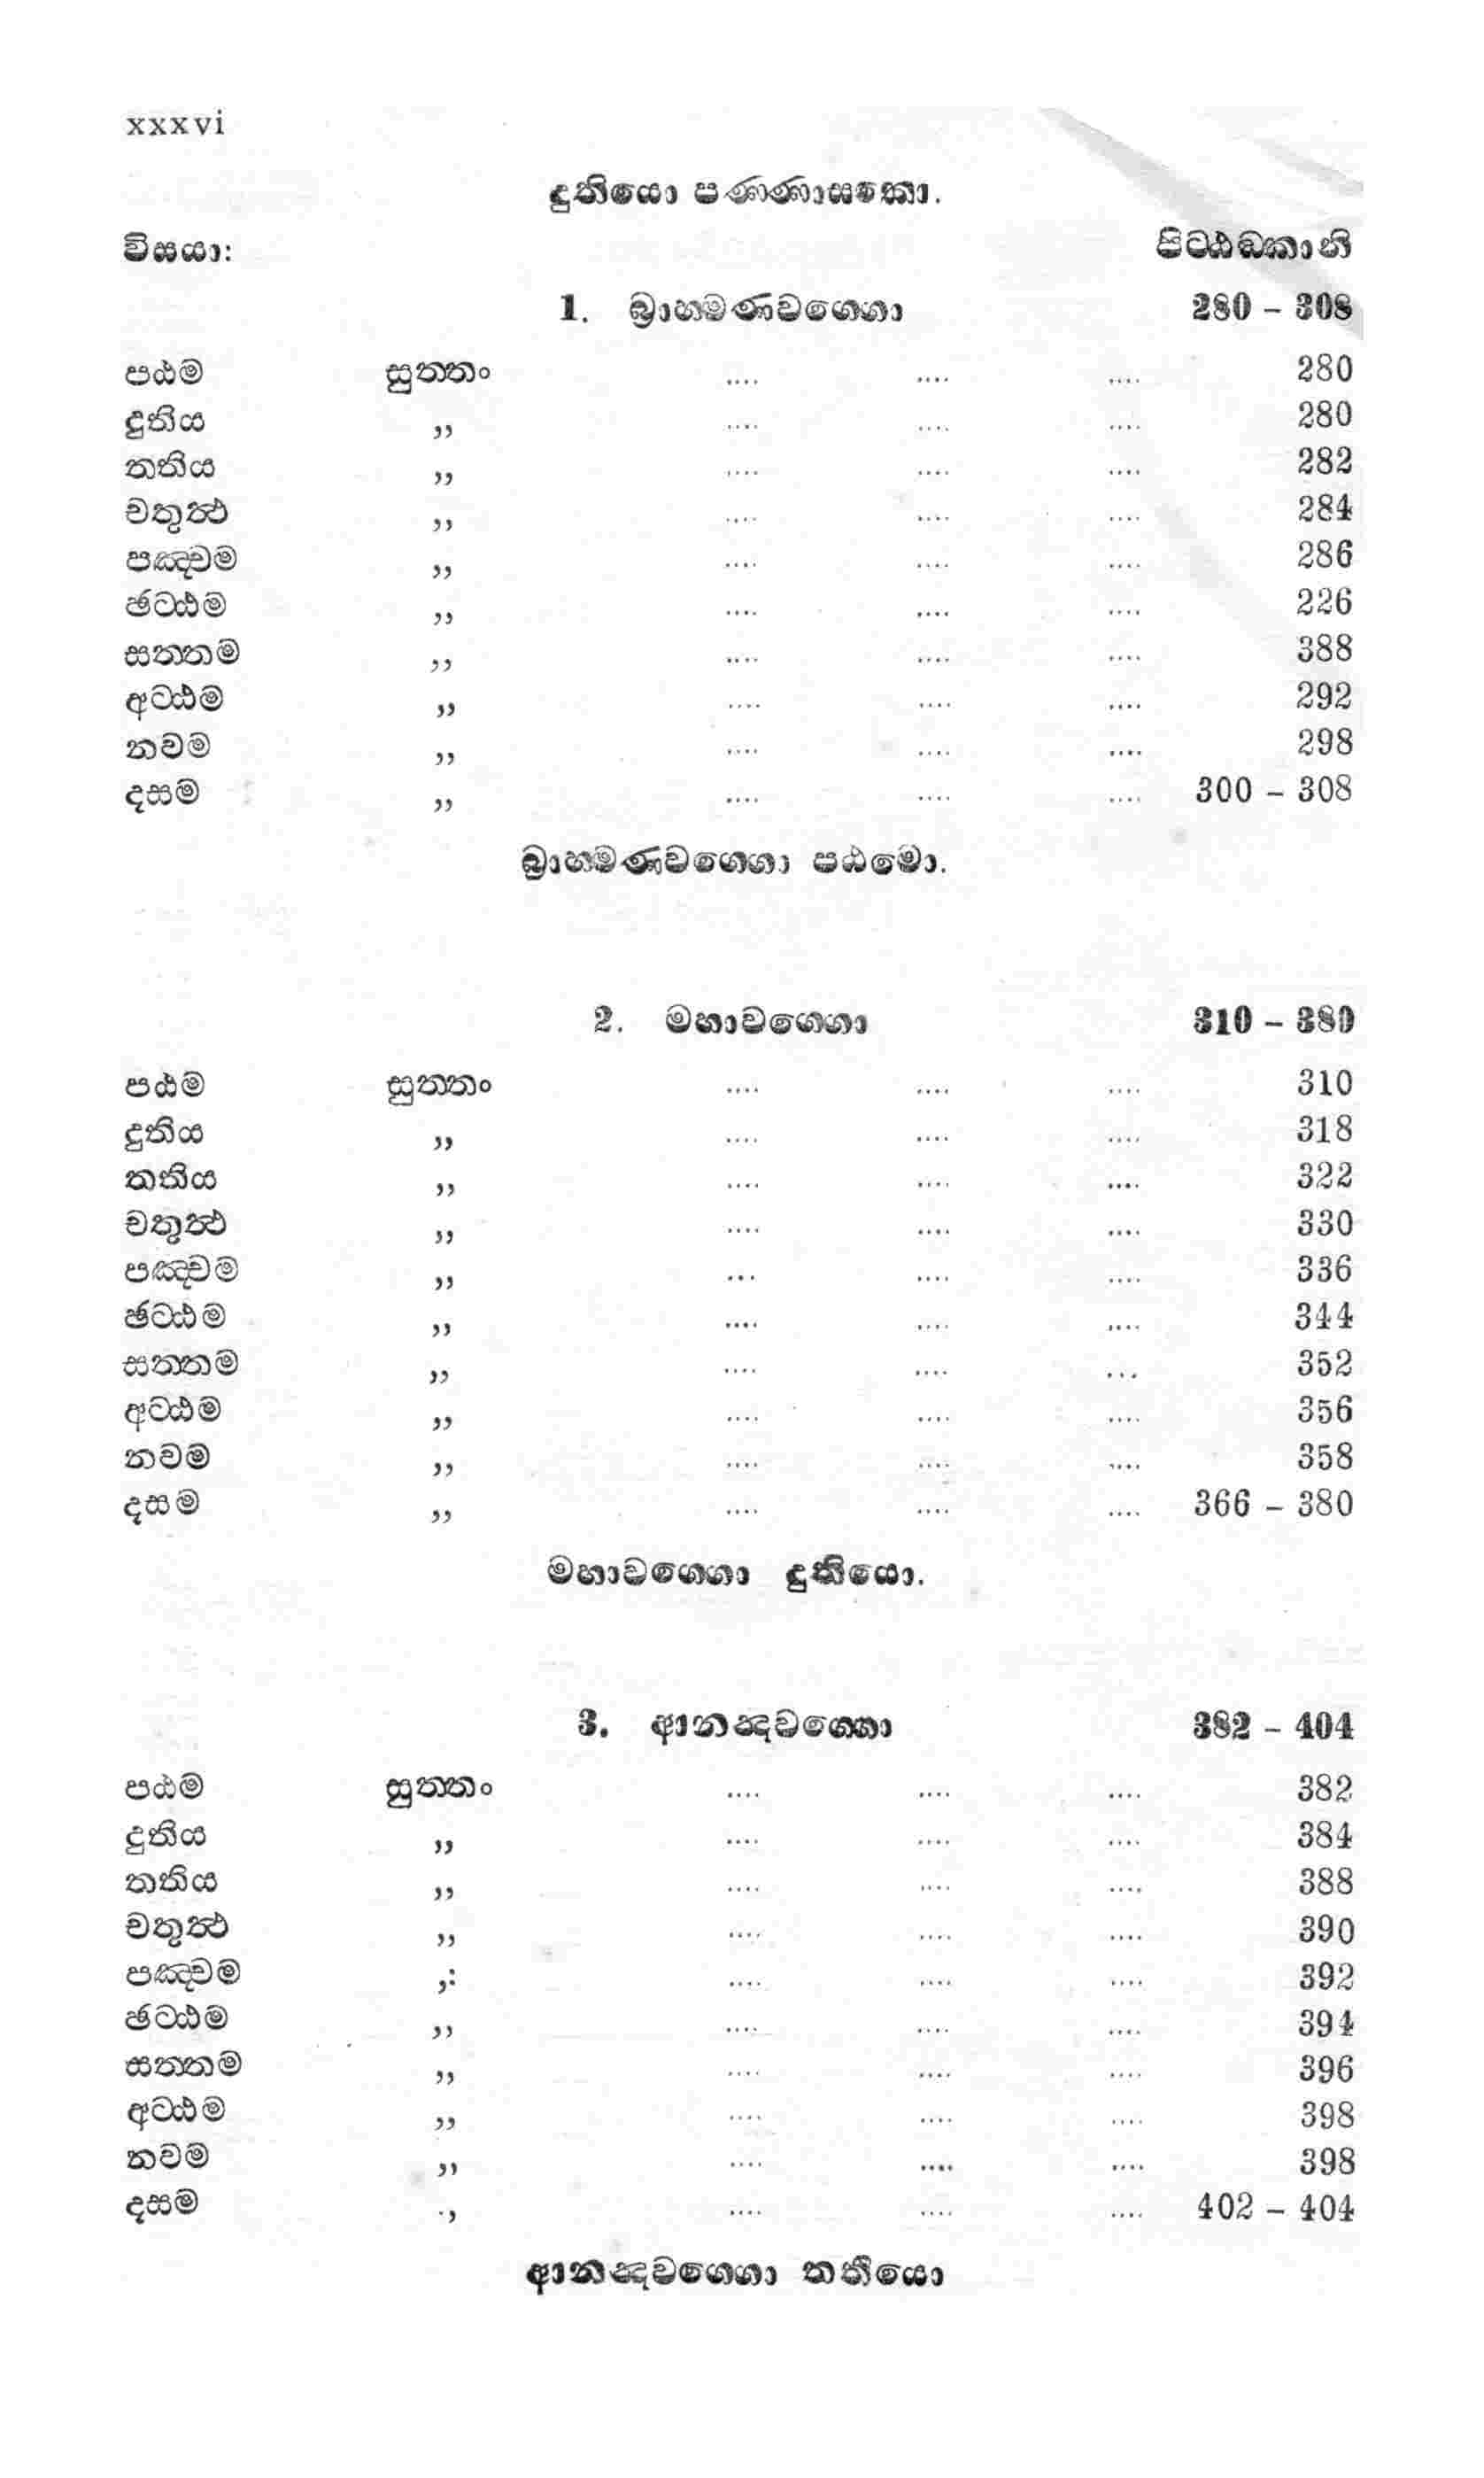 xxxvi
දුතියො පණ්ණාසකො.
විසයා: පිට්ඨඞ්කානි
1. බ්‍රාහ්මණවග්ගො 280 – 308
පඨම සුත්තං .... .... .... 280
දුතිය ,, .... .... .... 280
තතිය ,, .... .... .... 282
චතුත්ථ ,, .... .... .... 284
පඤ්චම ,, .... .... .... 286
ඡට්ඨම ,, .... .... .... 226
සත්තම ,, .... .... .... 388
අට්ඨම ,, .... .... .... 292
නවම ,, .... .... .... 298
දසම ,, .... .... .... 300 – 308
බ්‍රාහ්මණවග්ගො පඨමො.
2. මහාවග්ගො 310 – 380
පඨම සුත්තං .... .... .... 310
දුතිය ,, .... .... .... 318
තතිය ,, .... .... .... 322
චතුත්ථ ,, .... .... .... 330
පඤ්චම ,, ... .... .... 336
ඡට්ඨම ,, .... .... .... 344
සත්තම ,, .... .... ... 352
අට්ඨම ,, .... .... .... 356
නවම ,, .... .... .... 358
දසම ,, .... .... .... 366 – 380
මහාවග්ගො දුතියො.
3. ආනන්‍දවග්ගො 382 – 404
පඨම සුත්තං .... .... .... 382
දුතිය ,, .... .... .... 384
තතිය ,, .... .... .... 388
චතුත්ථ ,, .... .... .... 390
පඤ්චම ,: .... .... .... 392
ඡට්ඨම ,, .... .... .... 394
සත්තම ,, .... .... .... 396
අට්ඨම ,, .... .... .... 398
නවම ,, .... .... .... 398
දසම ., .... .... .... 402 – 404
ආනන්‍දවග්ගො තතියො